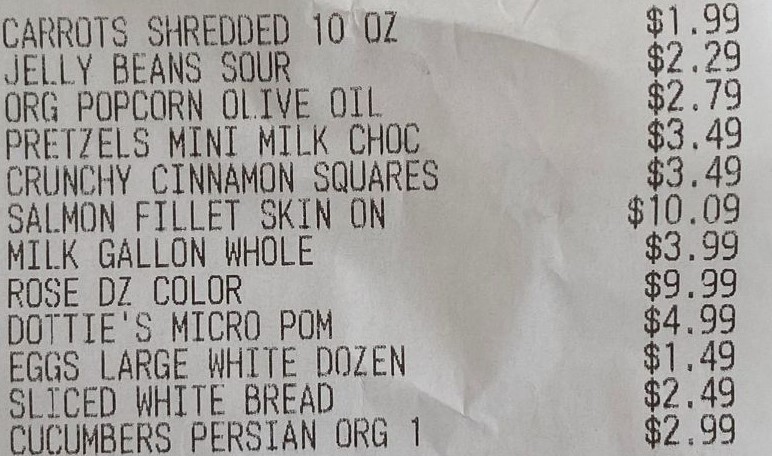 CARROTS SHREDDED 10 OZ $1.99
JELLY BEANS SOUR $2.29
ORG POPCORN OLIVE OIL $2.79
PRETZELS MINI MILK CHOC $3.49
CRUNCHY CINNAMON SQUARES $3.49
SALMON FILLET SKIN ON $10.09
MILK GALLON WHOLE $3.99
ROSE DZ COLOR $9.99
DOTTIE'S MICRO POM $4.99
EGGS LARGE WHITE DOZEN $1.49
SLICED WHITE BREAD $2.49
CUCUMBERS PERSIAN ORG 1 $2.99